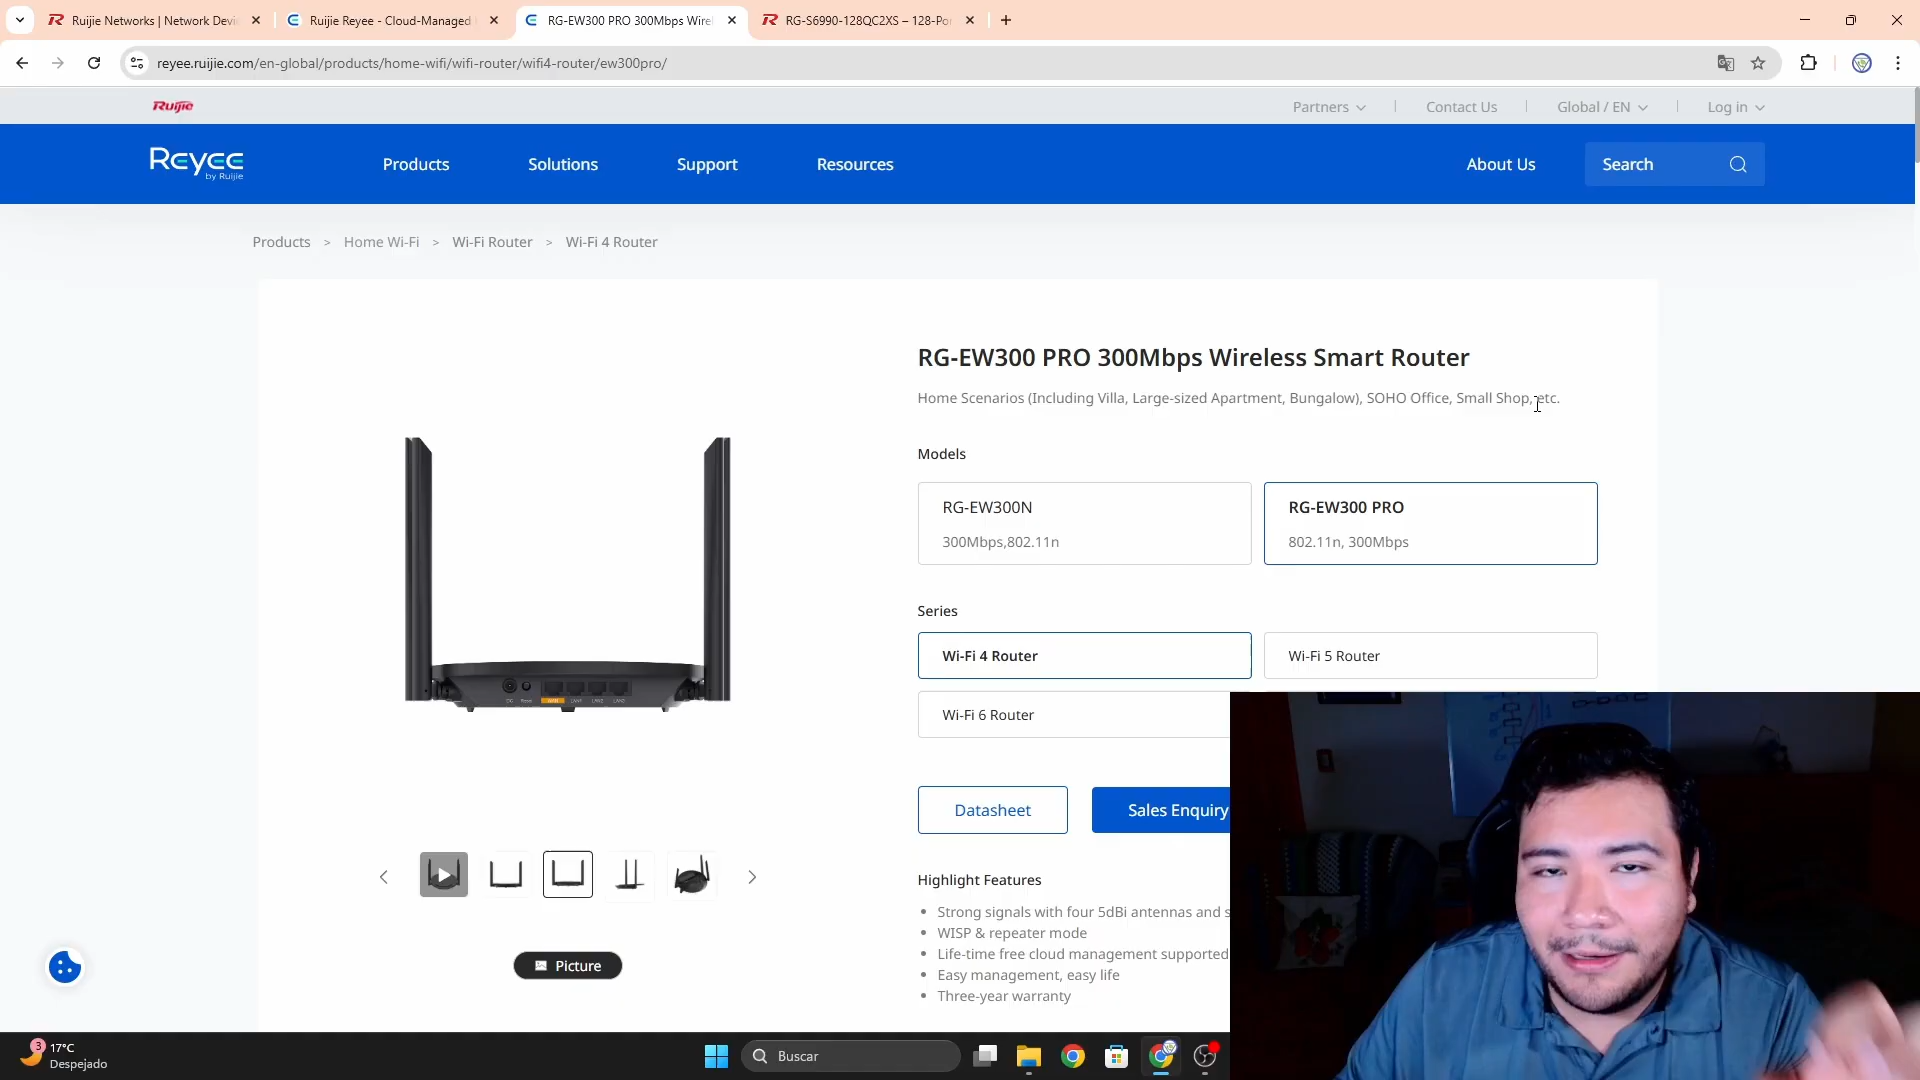 Ruijie Networks | Network Devi
Ruijie Reyee - Cloud-Managed
RG-EW300 PRO 300Mbps Wirel
RG-S6990-128QC2XS – 128-Po
reyee.ruijie.com/en-global/products/home-wifi/wifi-router/wifi4-router/ew300pro/
Ruijie
Partners
Contact Us
Global / EN
Log in
Reyee
by Ruijie
Products
Solutions
Support
Resources
About Us
Search
Products > Home Wi-Fi > Wi-Fi Router > Wi-Fi 4 Router
RG-EW300 PRO 300Mbps Wireless Smart Router
Home Scenarios (Including Villa, Large-sized Apartment, Bungalow), SOHO Office, Small Shop, etc.
Models
RG-EW300N
300Mbps,802.11n
RG-EW300 PRO
802.11n, 300Mbps
Series
Wi-Fi 4 Router
Wi-Fi 5 Router
Wi-Fi 6 Router
Datasheet
Sales Enquiry
Highlight Features
Strong signals with four 5dBi antennas and s
WISP & repeater mode
Life-time free cloud management supported
Easy management, easy life
Three-year warranty
Picture
3
17°C
Despejado
Buscar